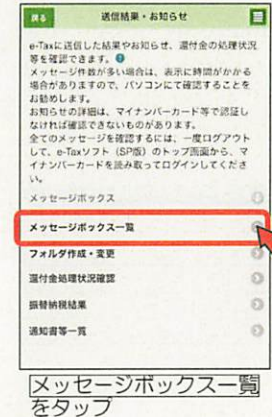 戻る 送信結果・お知らせ
e-Taxに送信した結果やお知らせ、還付金の処理状況
等を確認できます。
メッセージ件数が多い場合は、表示に時間がかかる
場合がありますので、パソコンにて確認することを
お勧めします。
お知らせの詳細は、マイナンバーカード等で認証し
なければ確認できないものがあります。
全てのメッセージを確認するには、一度ログアウト
して、e-Taxソフト（SP版）のトップ画面から、マ
イナンバーカードを読み取ってログインしてくださ
い。
メッセージボックス
メッセージボックス一覧
フォルダ作成・変更
還付金処理状況確認
振替納税結果
通知書等一覧
メッセージボックス一覧
をタップ